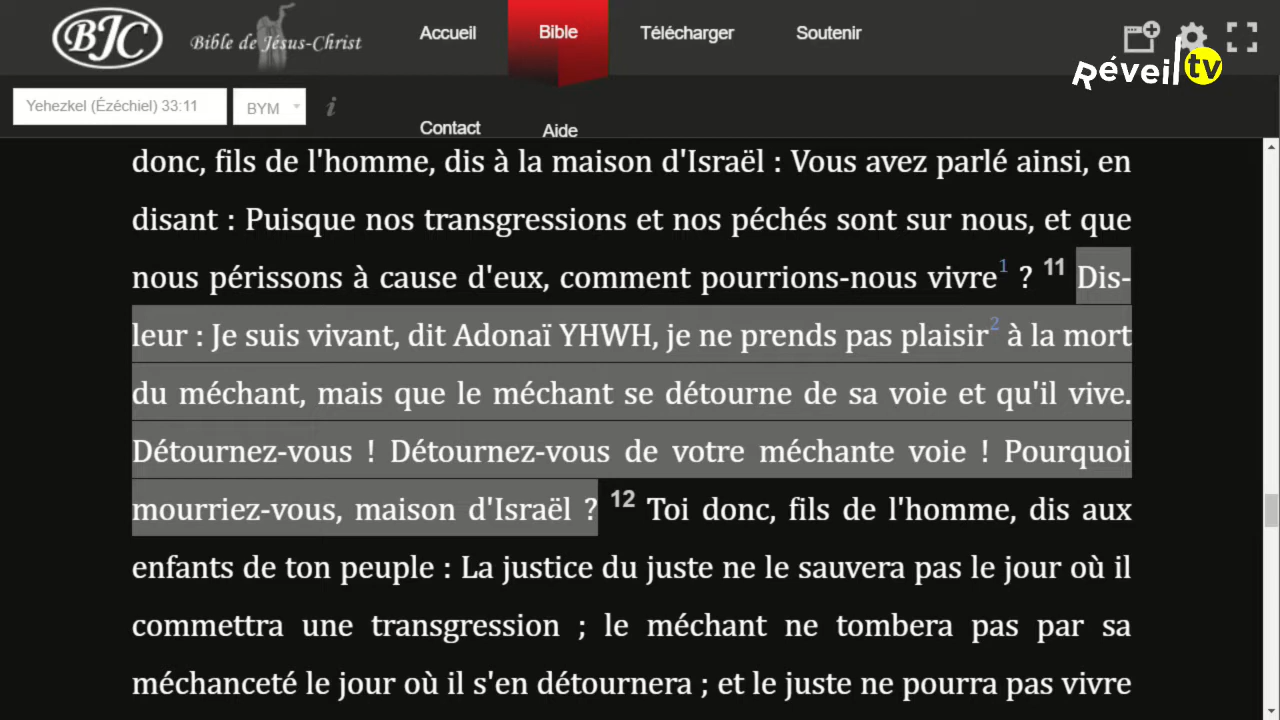 BJC Bible de Jésus-Christ Accueil Bible Télécharger Soutenir
Réveil tv
Yehezkel (Ézéchiel) 33:11 BYM i
Contact Aide
donc, fils de l'homme, dis à la maison d'Israël : Vous avez parlé ainsi, en
disant : Puisque nos transgressions et nos péchés sont sur nous, et que
nous périssons à cause d'eux, comment pourrions-nous vivre1 ? 11 Dis-
leur : Je suis vivant, dit Adonaï YHWH, je ne prends pas plaisir2 à la mort
du méchant, mais que le méchant se détourne de sa voie et qu'il vive.
Détournez-vous ! Détournez-vous de votre méchante voie ! Pourquoi
mourriez-vous, maison d'Israël ? 12 Toi donc, fils de l'homme, dis aux
enfants de ton peuple : La justice du juste ne le sauvera pas le jour où il
commettra une transgression ; le méchant ne tombera pas par sa
méchanceté le jour où il s'en détournera ; et le juste ne pourra pas vivre